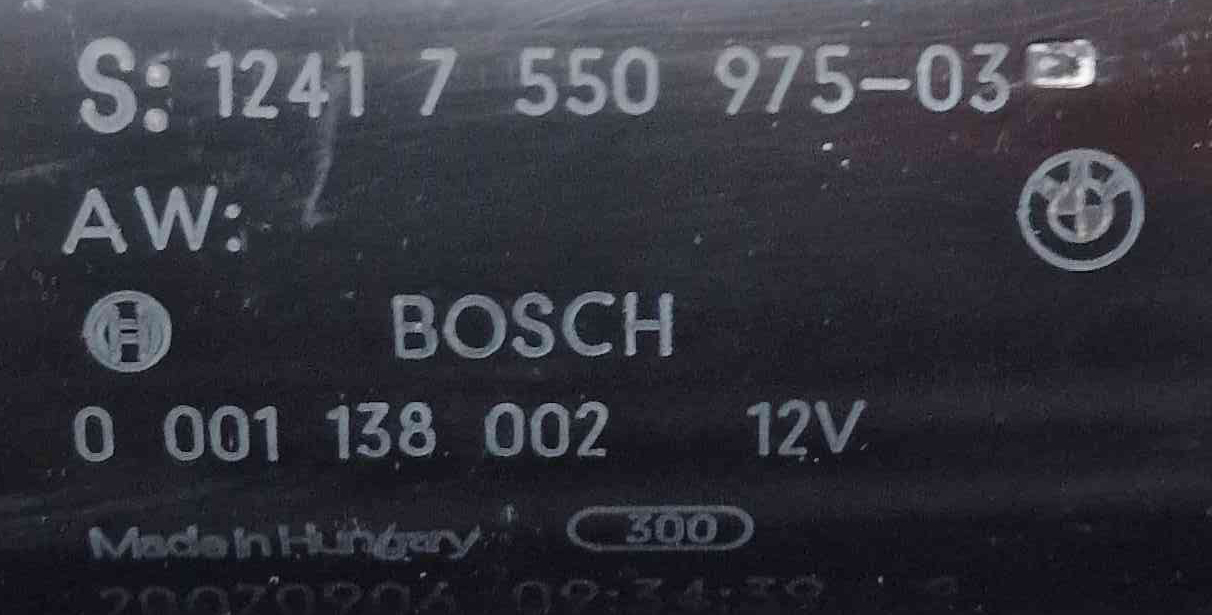 S: 1241 7 550 975-03
AW:
BOSCH
0 001 138 002 12V
Made in Hungary 300